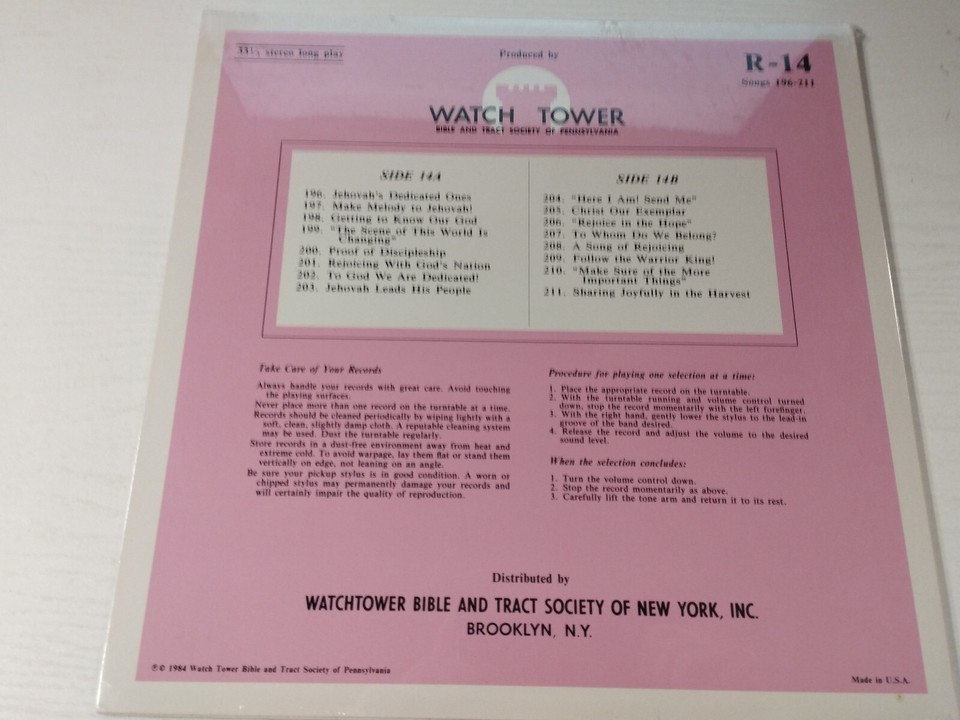 33⅓ stereo long play
Produced by
R-14
Songs 196-211
WATCH TOWER
BIBLE AND TRACT SOCIETY OF PENNSYLVANIA
SIDE 14A
196. Jehovah's Dedicated Ones
197. Make Melody to Jehovah!
198. Getting to Know Our God
199. "The Scene of This World Is
Changing"
200. Proof of Discipleship
201. Rejoicing With God's Nation
202. To God We Are Dedicated!
203. Jehovah Leads His People
SIDE 14B
204. "Here I Am! Send Me"
205. Christ Our Exemplar
206. "Rejoice in the Hope"
207. To Whom Do We Belong?
208. A Song of Rejoicing
209. Follow the Warrior King!
210. "Make Sure of the More
Important Things"
211. Sharing Joyfully in the Harvest
Take Care of Your Records
Always handle your records with great care. Avoid touching
the playing surfaces.
Never place more than one record on the turntable at a time.
Records should be cleaned periodically by wiping lightly with a
soft, clean, slightly damp cloth. A reputable cleaning system
may be used. Dust the turntable regularly.
Store records in a dust-free environment away from heat and
extreme cold. To avoid warpage, lay them flat or stand them
vertically on edge, not leaning on an angle.
Be sure your pickup stylus is in good condition. A worn or
chipped stylus may permanently damage your records and
will certainly impair the quality of reproduction.
Procedure for playing one selection at a time:
1. Place the appropriate record on the turntable.
2. With the turntable running and volume control turned
down, stop the record momentarily with the left forefinger.
3. With the right hand, gently lower the stylus to the lead-in
groove of the band desired.
4. Release the record and adjust the volume to the desired
sound level.
When the selection concludes:
1. Turn the volume control down.
2. Stop the record momentarily as above.
3. Carefully lift the tone arm and return it to its rest.
Distributed by
WATCHTOWER BIBLE AND TRACT SOCIETY OF NEW YORK, INC.
BROOKLYN, N.Y.
℗© 1984 Watch Tower Bible and Tract Society of Pennsylvania
Made in U.S.A.